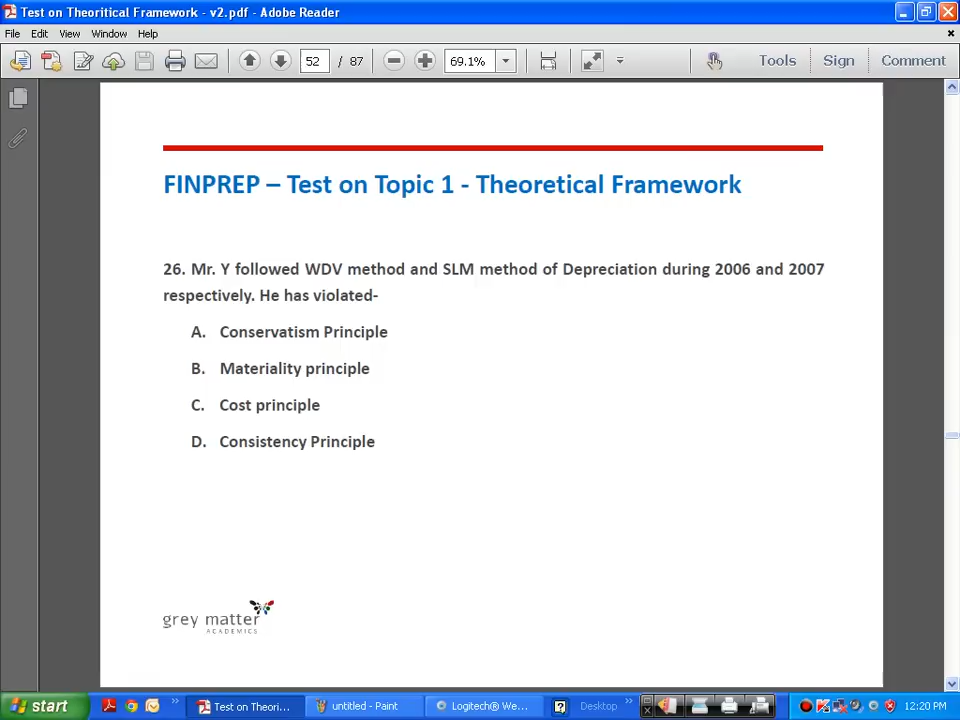 Test on Theoritical Framework - v2.pdf - Adobe Reader
File Edit View Window Help
52 / 87 69.1% Tools Sign Comment
FINPREP – Test on Topic 1 - Theoretical Framework
26. Mr. Y followed WDV method and SLM method of Depreciation during 2006 and 2007
respectively. He has violated-
A. Conservatism Principle
B. Materiality principle
C. Cost principle
D. Consistency Principle
grey matter
ACADEMICS
start Test on Theori... untitled - Paint Logitech® We... Desktop 12:20 PM